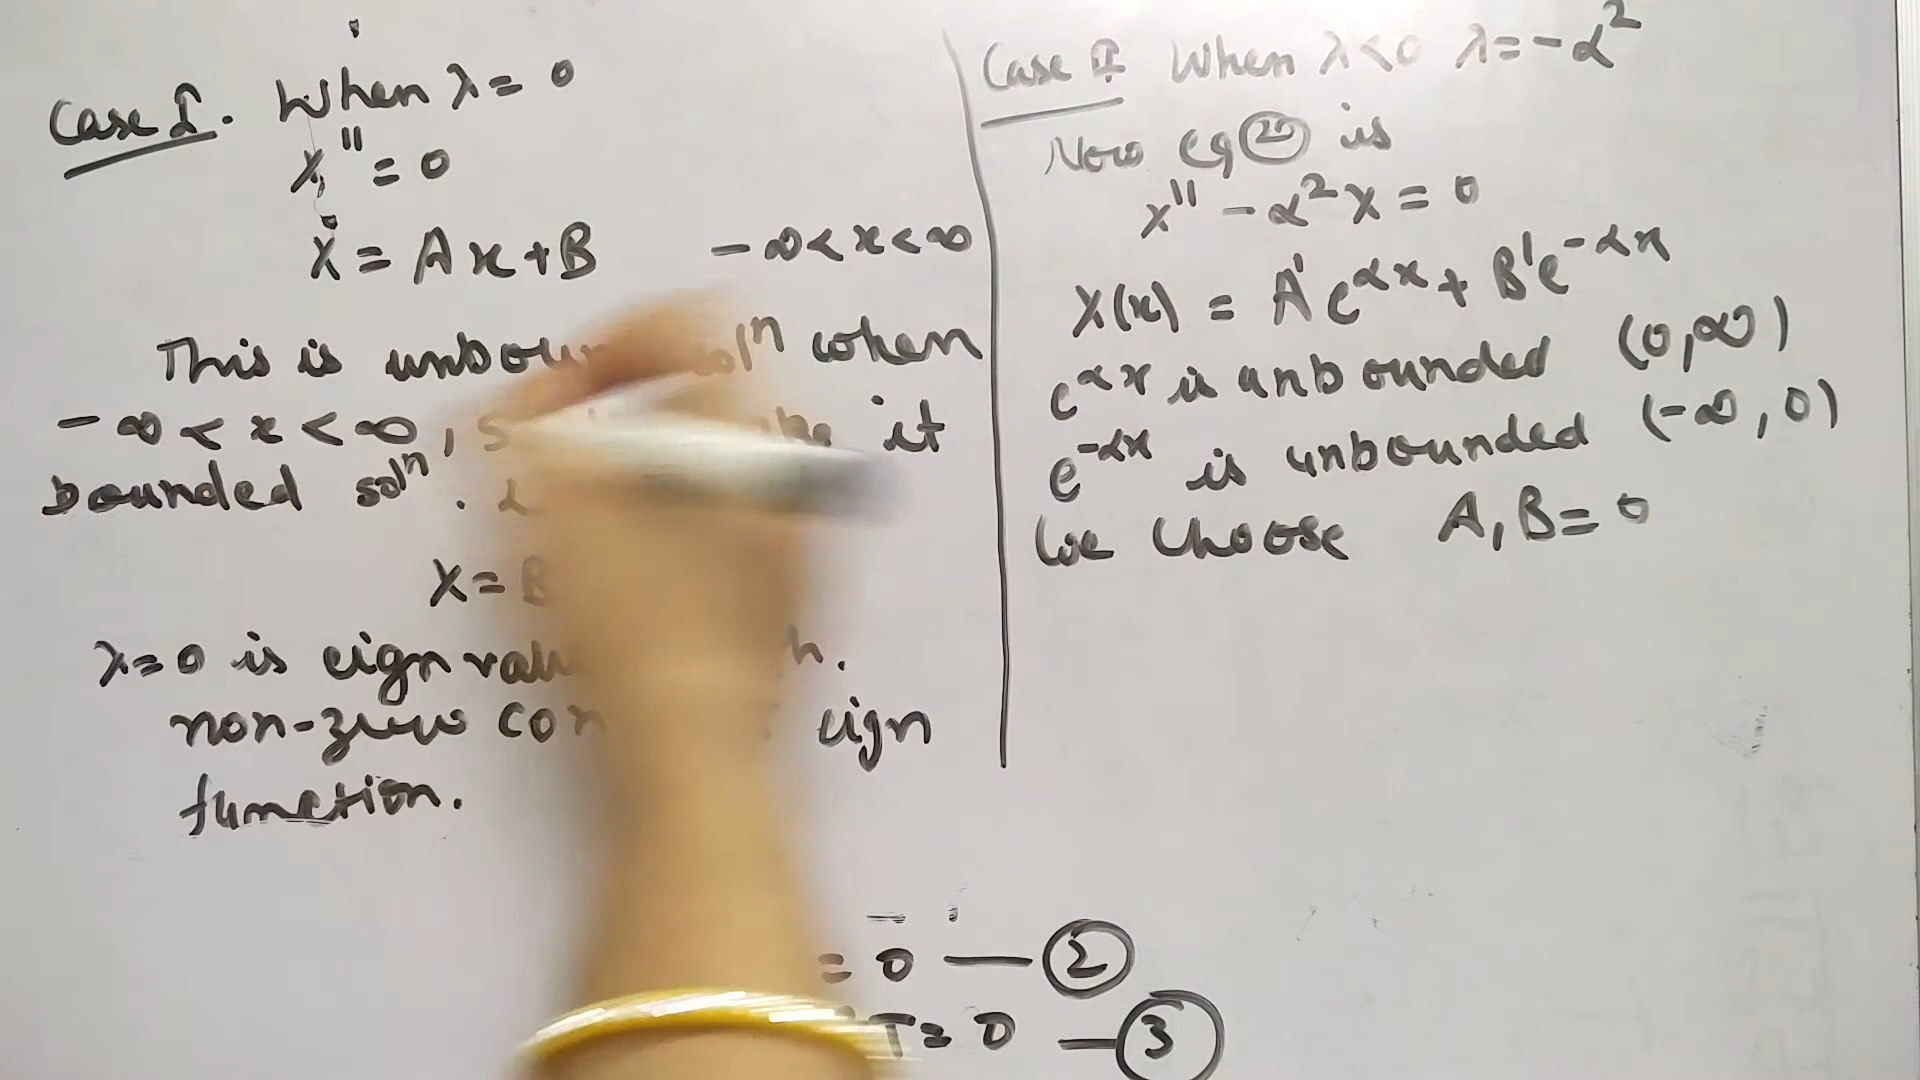 Case I. When λ = 0
X'' = 0
X = Ax+B -∞<x<∞
This is solⁿ when
-∞<x<∞, it
bounded solⁿ.
X =
λ=0 is eign
non-zero eign
function.
Case II When λ<0 λ=-α²
Now eq ② is
X'' - α²X = 0
X(x) = A'e^αx + B'e^-αx
e^αx is unbounded (0,∞)
e^-αx is unbounded (-∞,0)
We choose A,B=0
= 0 — ②
T = 0 — ③